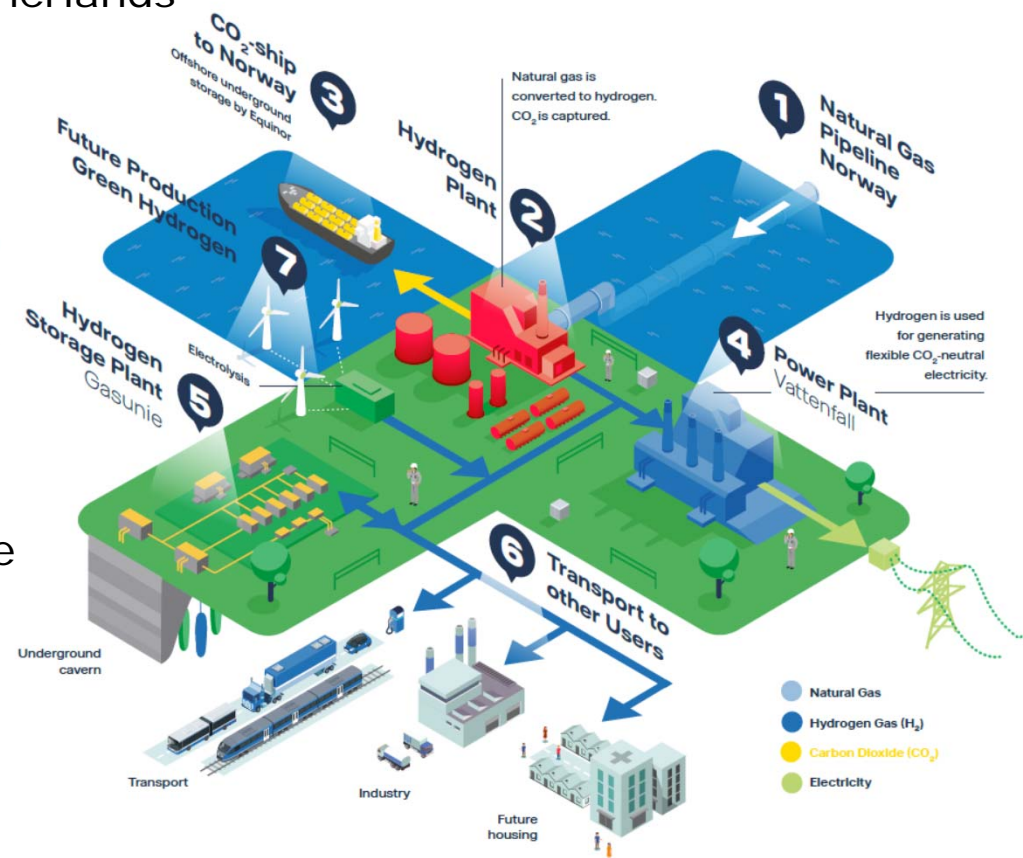 CO₂-ship
to Norway
Offshore underground
storage by Equinor
3
Natural gas is
converted to hydrogen.
CO₂ is captured.
1
Natural Gas
Pipeline
Norway
Hydrogen
Plant
2
Future Production
Green Hydrogen
7
Hydrogen
Storage Plant
Gasunie
5
Electrolysis
Hydrogen is used
for generating
flexible CO₂-neutral
electricity.
4
Power Plant
Vattenfall
6
Transport to
other Users
Underground
cavern
Transport
Industry
Future
housing
Natural Gas
Hydrogen Gas (H₂)
Carbon Dioxide (CO₂)
Electricity